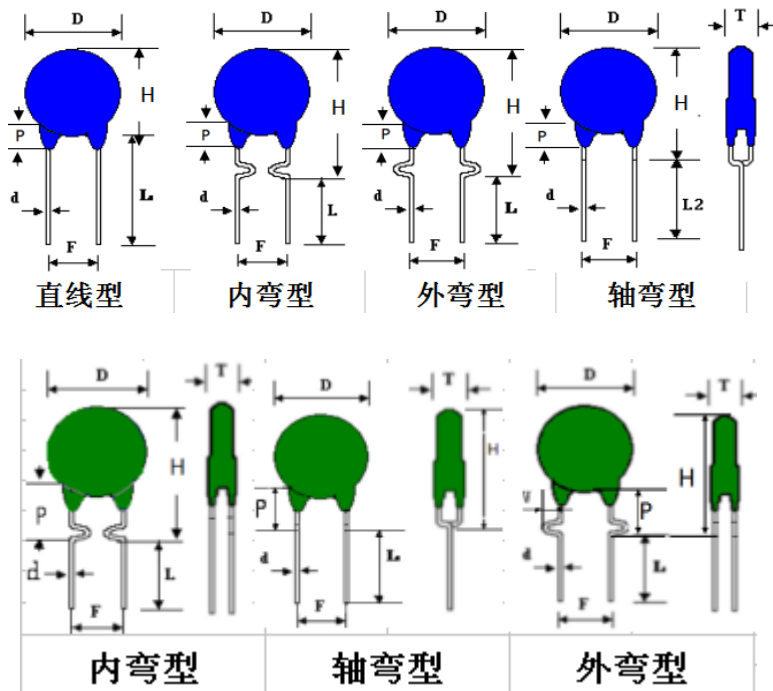 D D D D T
H H H H
P P P P
d L d L d L d L2
F F F F
直线型 内弯型 外弯型 轴弯型
D T D T D T
H H H
P P W P
d L d L d L
F F F
内弯型 轴弯型 外弯型